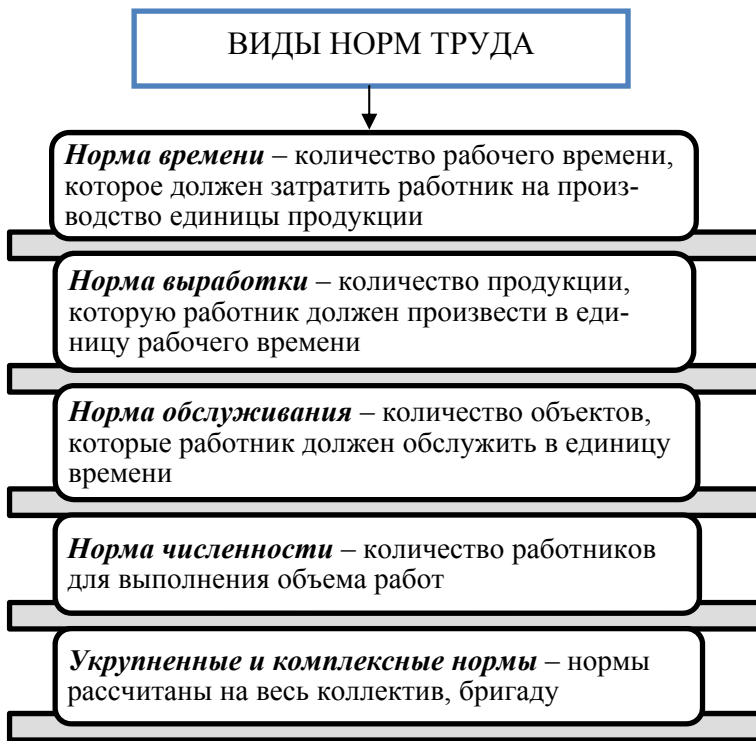 ВИДЫ НОРМ ТРУДА
Норма времени – количество рабочего времени,
которое должен затратить работник на произ-
водство единицы продукции
Норма выработки – количество продукции,
которую работник должен произвести в еди-
ницу рабочего времени
Норма обслуживания – количество объектов,
которые работник должен обслужить в единицу
времени
Норма численности – количество работников
для выполнения объема работ
Укрупненные и комплексные нормы – нормы
рассчитаны на весь коллектив, бригаду